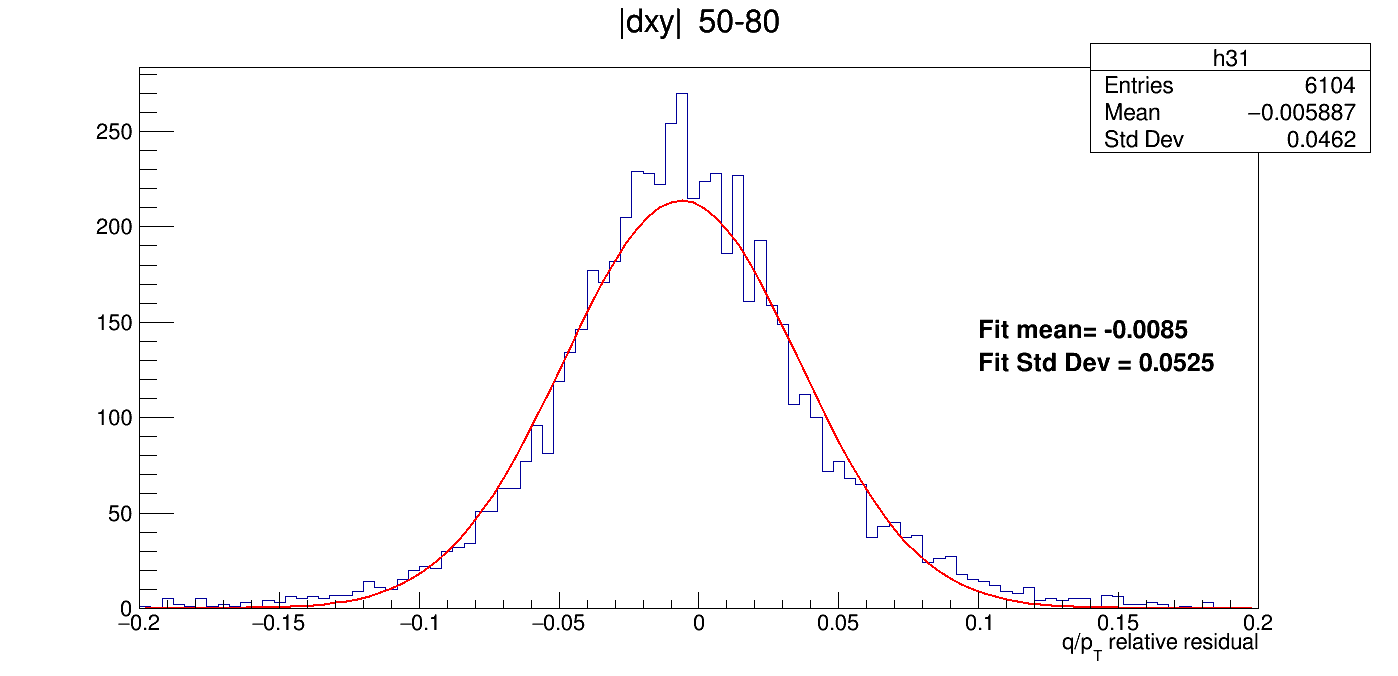 |dxy| 50-80
h31
Entries 6104
Mean −0.005887
Std Dev 0.0462
250
200
150
100
50
0
Fit mean= -0.0085
Fit Std Dev = 0.0525
−0.2 −0.15 −0.1 −0.05 0 0.05 0.1 0.15 0.2
q/pT relative residual